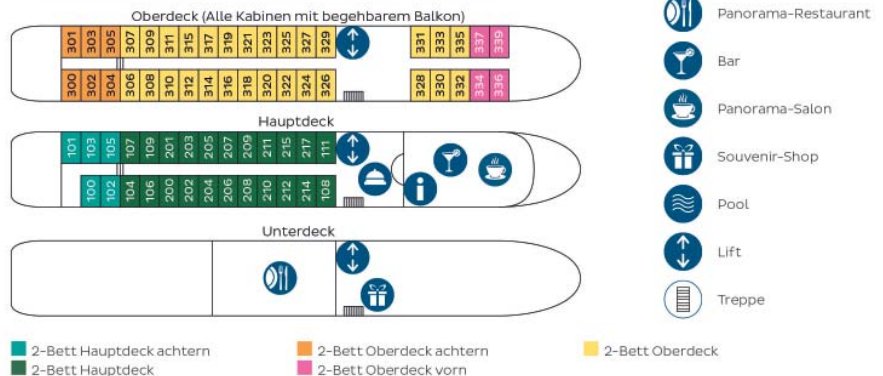 Oberdeck (Alle Kabinen mit begehbarem Balkon)
301 303 305 307 309 311 315 317 319 321 323 325 327 329 331 333 335 337 339
300 302 304 306 308 310 312 314 316 318 320 322 324 326 328 330 332 334 336
Hauptdeck
101 103 105 107 109 201 203 205 207 209 211 215 217 111
100 102 104 106 200 202 204 206 208 210 212 214 108
Unterdeck
Panorama-Restaurant
Bar
Panorama-Salon
Souvenir-Shop
Pool
Lift
Treppe
2-Bett Hauptdeck achtern
2-Bett Oberdeck achtern
2-Bett Oberdeck
2-Bett Hauptdeck
2-Bett Oberdeck vorn